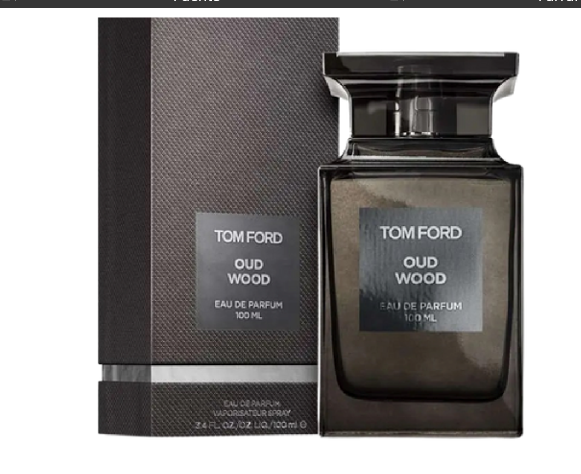 TOM FORD
OUD
WOOD
EAU DE PARFUM
100 ML
EAU DE PARFUM
VAPORISATEUR SPRAY
3.4 FL. OZ./OZ. LIQ./100 ml ℮
TOM FORD
OUD
WOOD
EAU DE PARFUM
100 ML